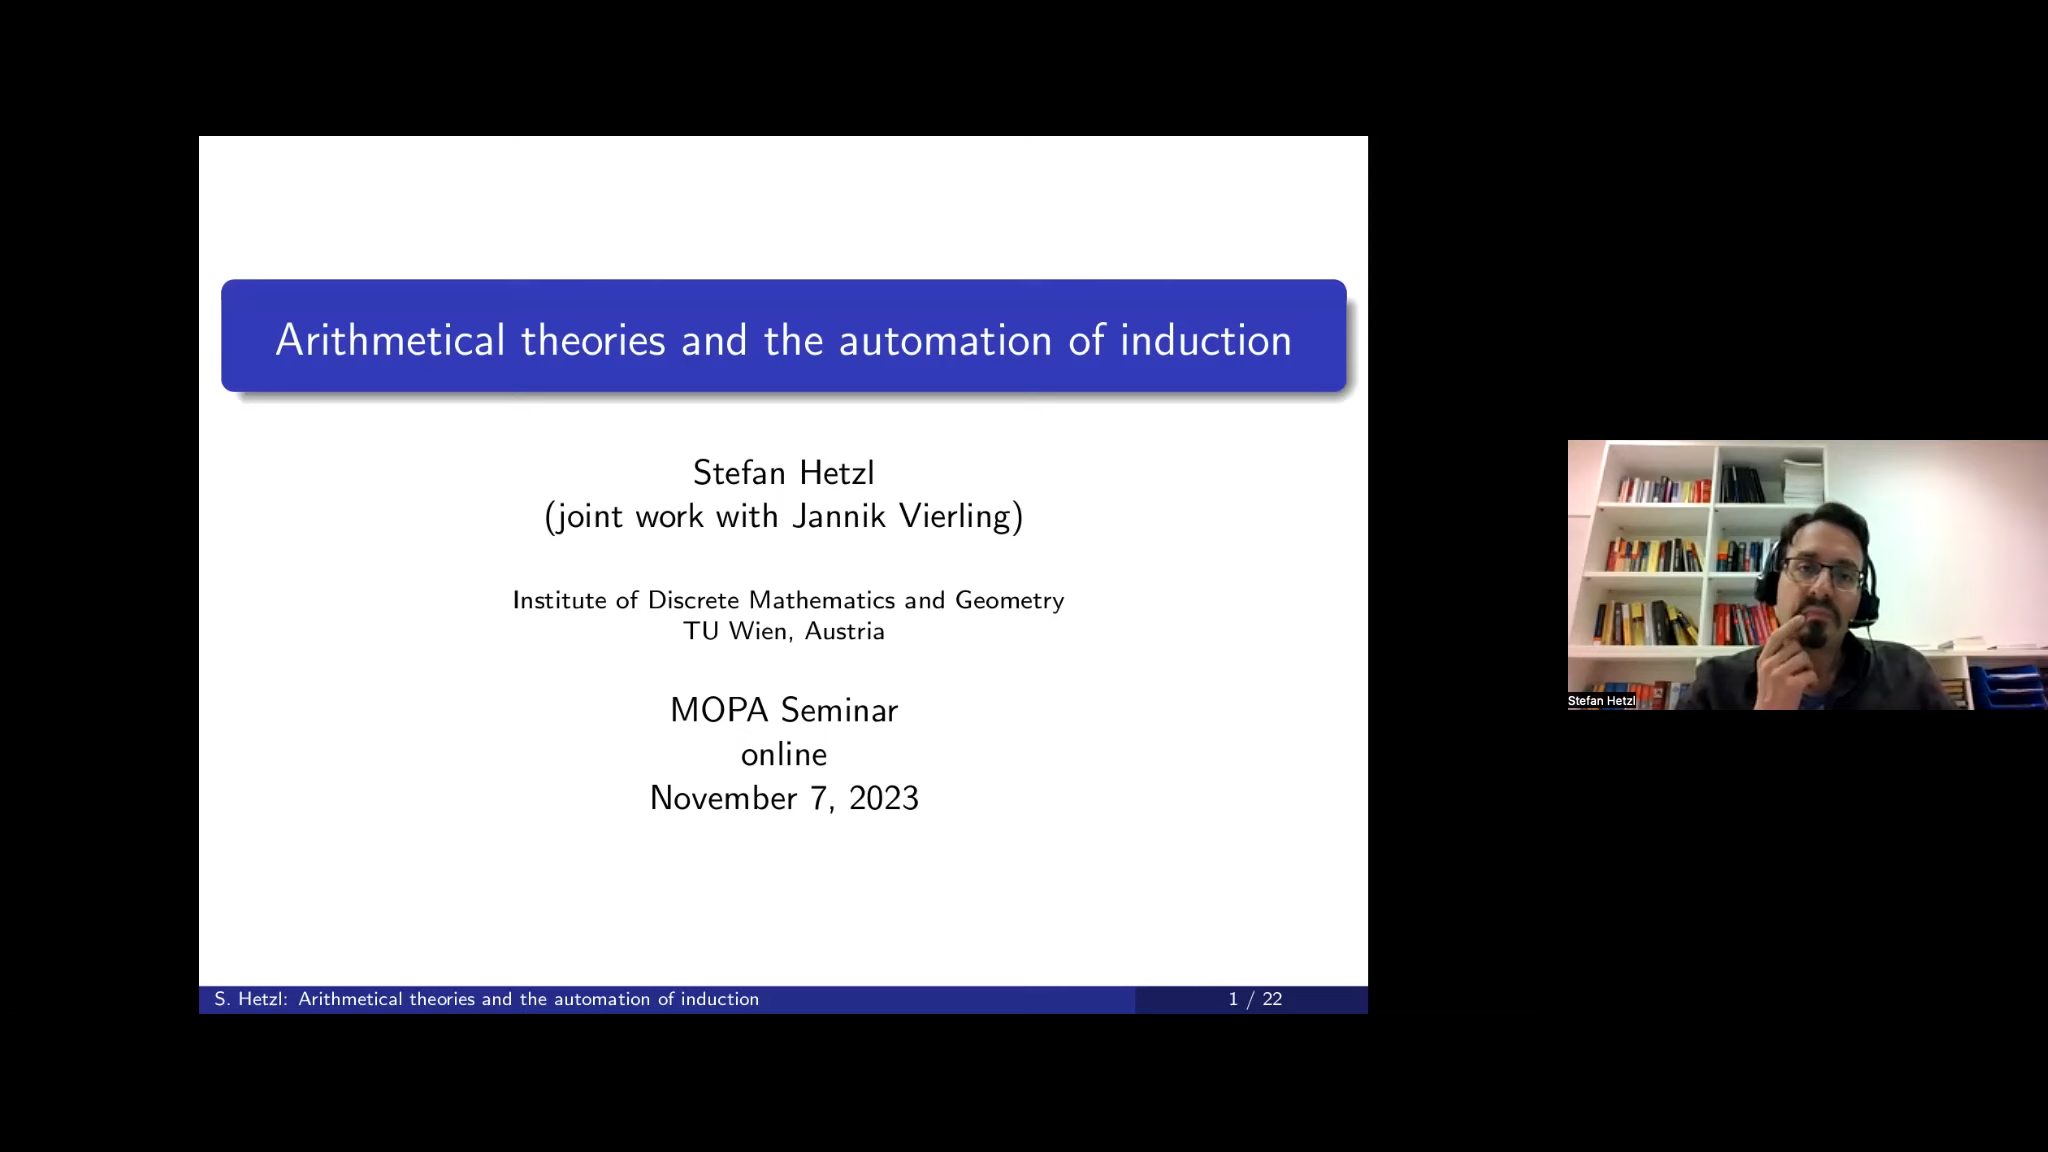 Arithmetical theories and the automation of induction
Stefan Hetzl
(joint work with Jannik Vierling)
Institute of Discrete Mathematics and Geometry
TU Wien, Austria
MOPA Seminar
online
November 7, 2023
S. Hetzl: Arithmetical theories and the automation of induction
1 / 22
Stefan Hetzl